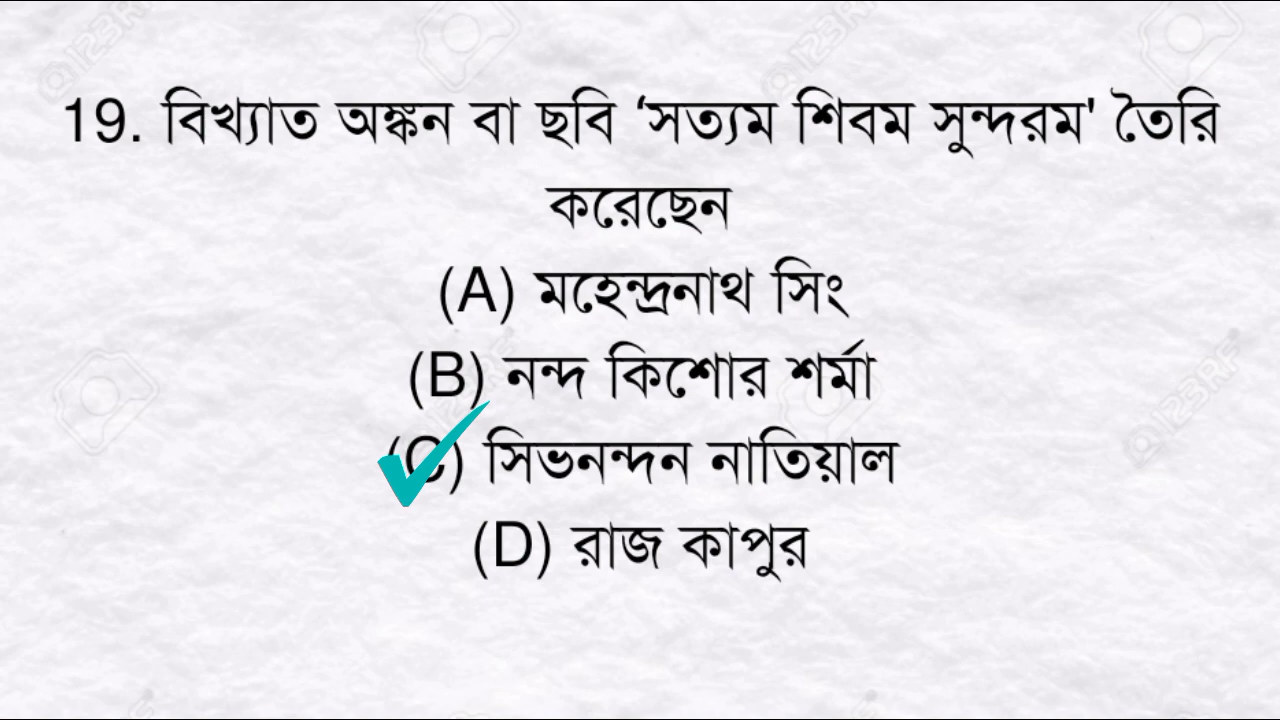 19. বিখ্যাত অঙ্কন বা ছবি ‘সত্যম শিবম সুন্দরম' তৈরি
করেছেন
(A) মহেন্দ্রনাথ সিং
(B) নন্দ কিশোর শর্মা
(C) সিভনন্দন নাতিয়াল
(D) রাজ কাপুর